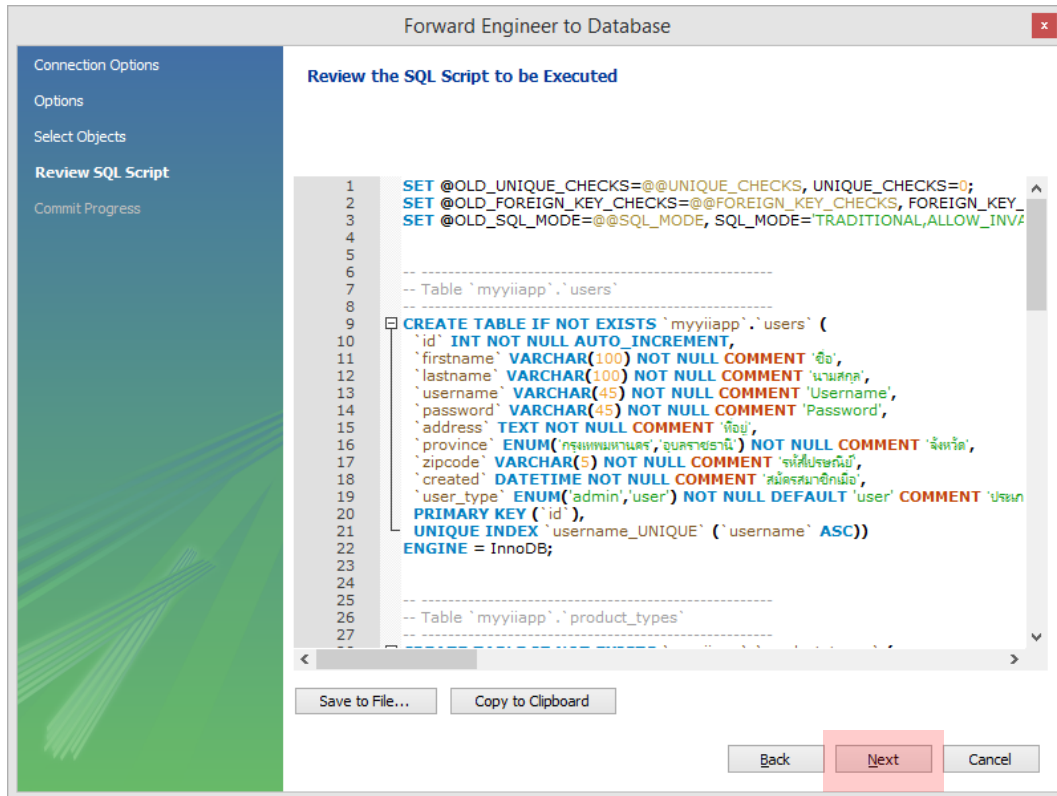 Forward Engineer to Database
x
Connection Options
Options
Select Objects
Review SQL Script
Commit Progress
Review the SQL Script to be Executed
1 SET @OLD_UNIQUE_CHECKS=@@UNIQUE_CHECKS, UNIQUE_CHECKS=0;
2 SET @OLD_FOREIGN_KEY_CHECKS=@@FOREIGN_KEY_CHECKS, FOREIGN_KEY_
3 SET @OLD_SQL_MODE=@@SQL_MODE, SQL_MODE='TRADITIONAL,ALLOW_INVA
4
5
6 -- -----------------------------------------------------
7 -- Table `myyiiapp`.`users`
8 -- -----------------------------------------------------
9 CREATE TABLE IF NOT EXISTS `myyiiapp`.`users` (
10 `id` INT NOT NULL AUTO_INCREMENT,
11 `firstname` VARCHAR(100) NOT NULL COMMENT 'ชื่อ',
12 `lastname` VARCHAR(100) NOT NULL COMMENT 'นามสกุล',
13 `username` VARCHAR(45) NOT NULL COMMENT 'Username',
14 `password` VARCHAR(45) NOT NULL COMMENT 'Password',
15 `address` TEXT NOT NULL COMMENT 'ที่อยู่',
16 `province` ENUM('กรุงเทพมหานคร','อุบลราชธานี') NOT NULL COMMENT 'จังหวัด',
17 `zipcode` VARCHAR(5) NOT NULL COMMENT 'รหัสไปรษณีย์',
18 `created` DATETIME NOT NULL COMMENT 'สมัครสมาชิกเมื่อ',
19 `user_type` ENUM('admin','user') NOT NULL DEFAULT 'user' COMMENT 'ประเภ
20 PRIMARY KEY (`id`),
21 UNIQUE INDEX `username_UNIQUE` (`username` ASC))
22 ENGINE = InnoDB;
23
24
25 -- -----------------------------------------------------
26 -- Table `myyiiapp`.`product_types`
27 -- -----------------------------------------------------
Save to File...
Copy to Clipboard
Back
Next
Cancel